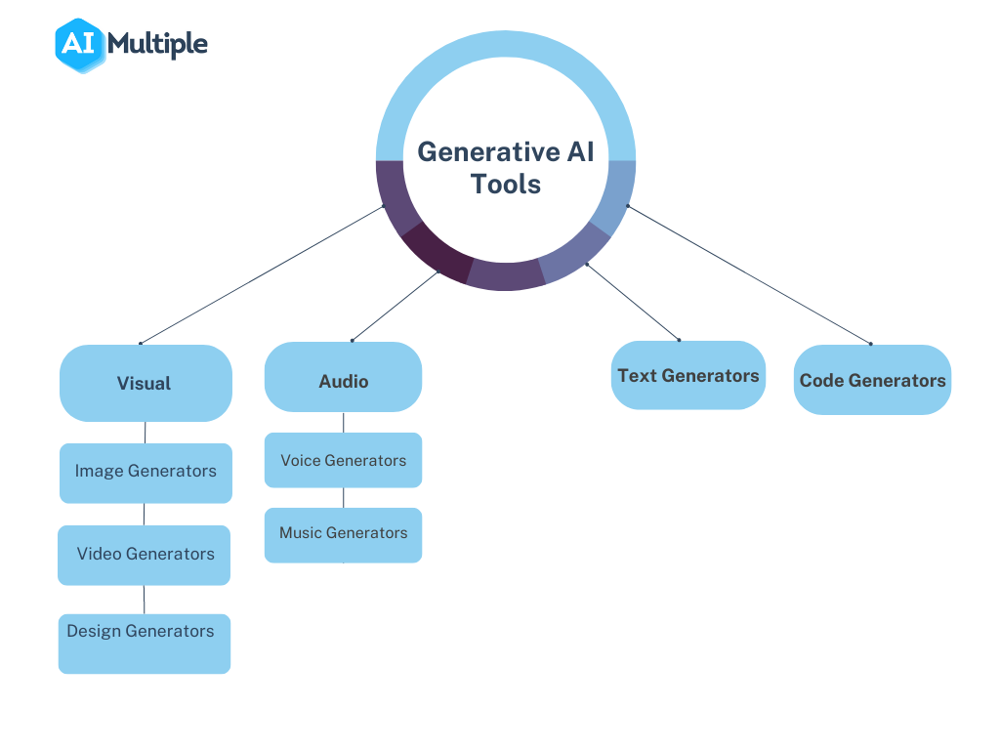 AI Multiple
Generative AI
Tools
Visual
Audio
Text Generators
Code Generators
Image Generators
Voice Generators
Video Generators
Music Generators
Design Generators